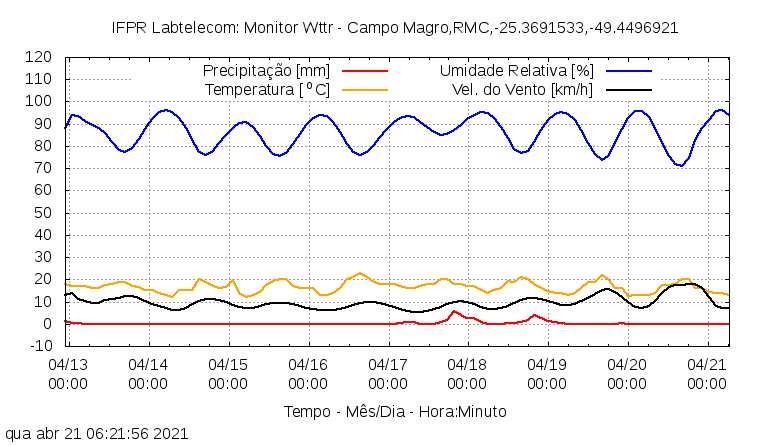 IFPR Labtelecom: Monitor Wttr - Campo Magro,RMC,-25.3691533,-49.4496921
120
110
100
90
80
70
60
50
40
30
20
10
0
-10
Precipitação [mm]
Temperatura [⁰C]
Umidade Relativa [%]
Vel. do Vento [km/h]
04/13 04/14 04/15 04/16 04/17 04/18 04/19 04/20 04/21
00:00 00:00 00:00 00:00 00:00 00:00 00:00 00:00 00:00
Tempo - Mês/Dia - Hora:Minuto
qua abr 21 06:21:56 2021